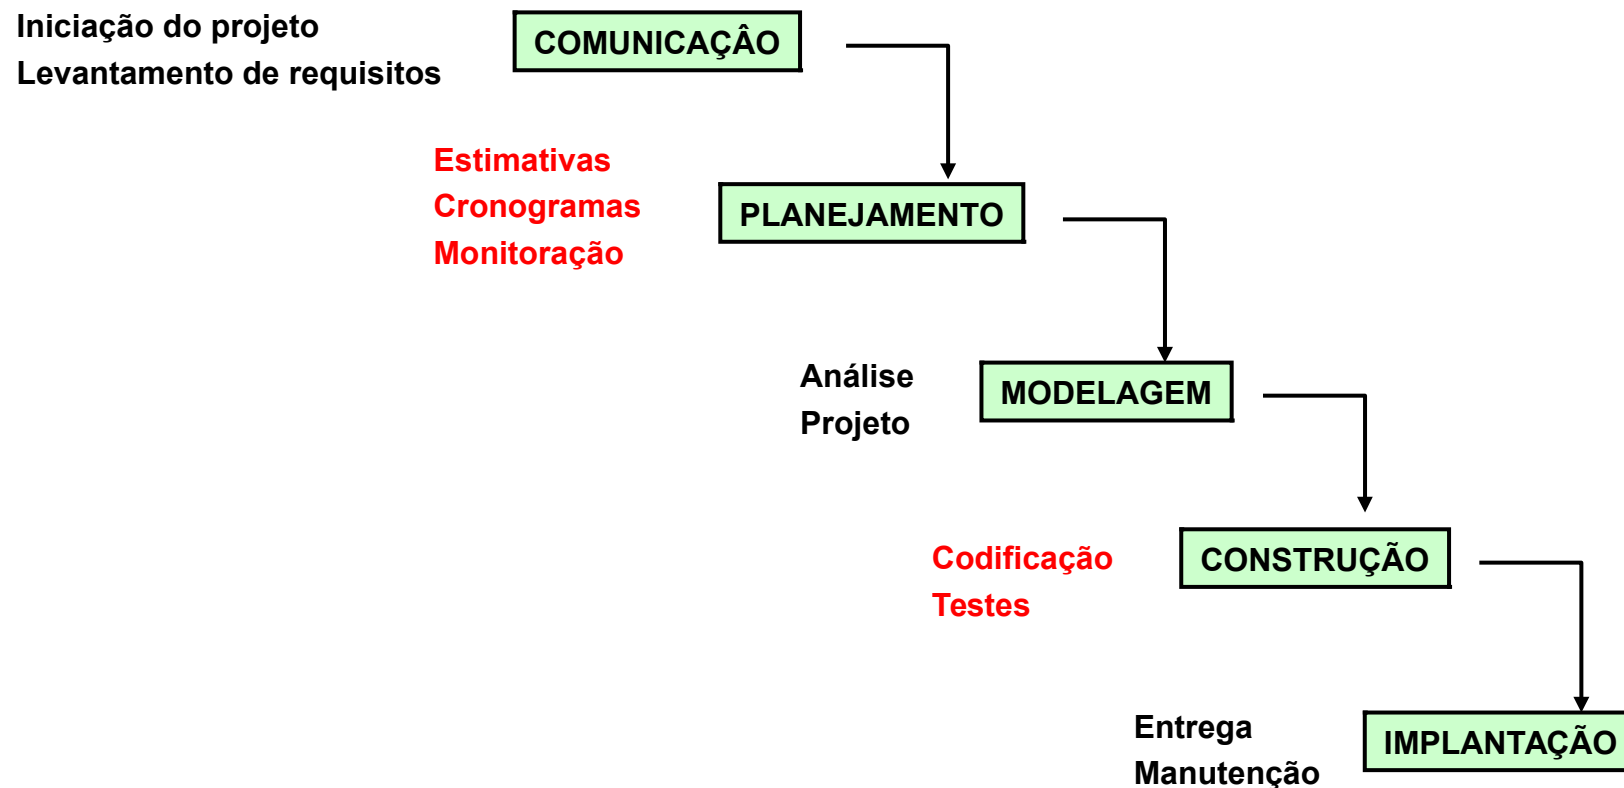 Iniciação do projeto
Levantamento de requisitos
COMUNICAÇÂO
Estimativas
Cronogramas
Monitoração
PLANEJAMENTO
Análise
Projeto
MODELAGEM
Codificação
Testes
CONSTRUÇÃO
Entrega
Manutenção
IMPLANTAÇÃO